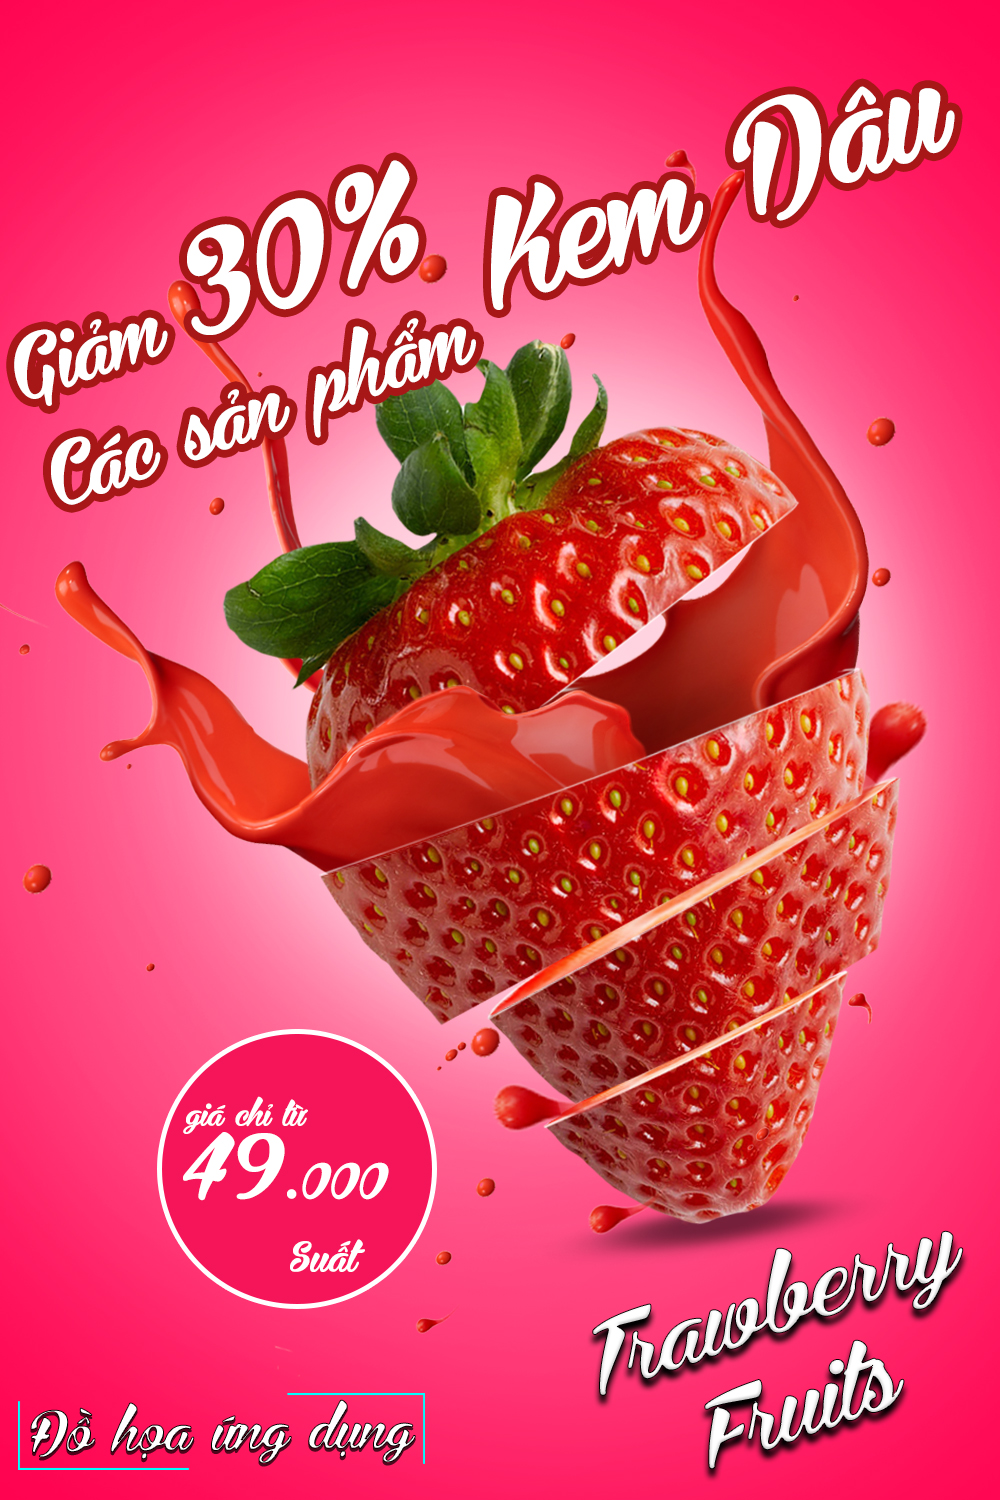 Giảm 30%
Các sản phẩm Kem Dâu
giá chỉ từ
49.000
Suất
Trawberry
Fruits
Đồ họa ứng dụng